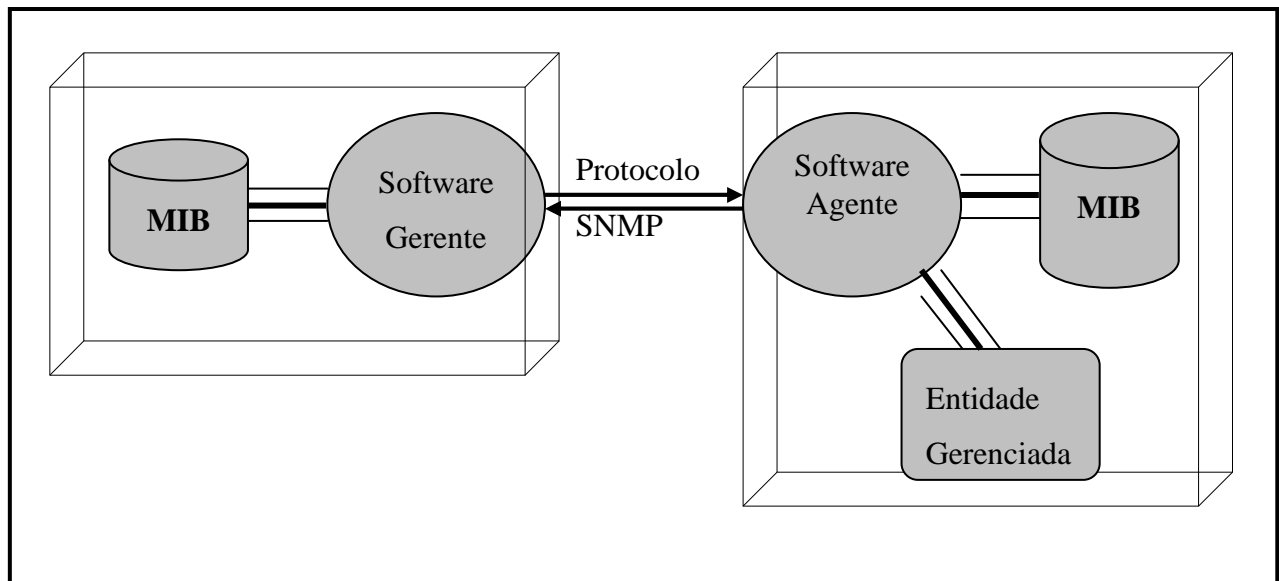 MIB
Software
Gerente
Protocolo
SNMP
Software
Agente
MIB
Entidade
Gerenciada